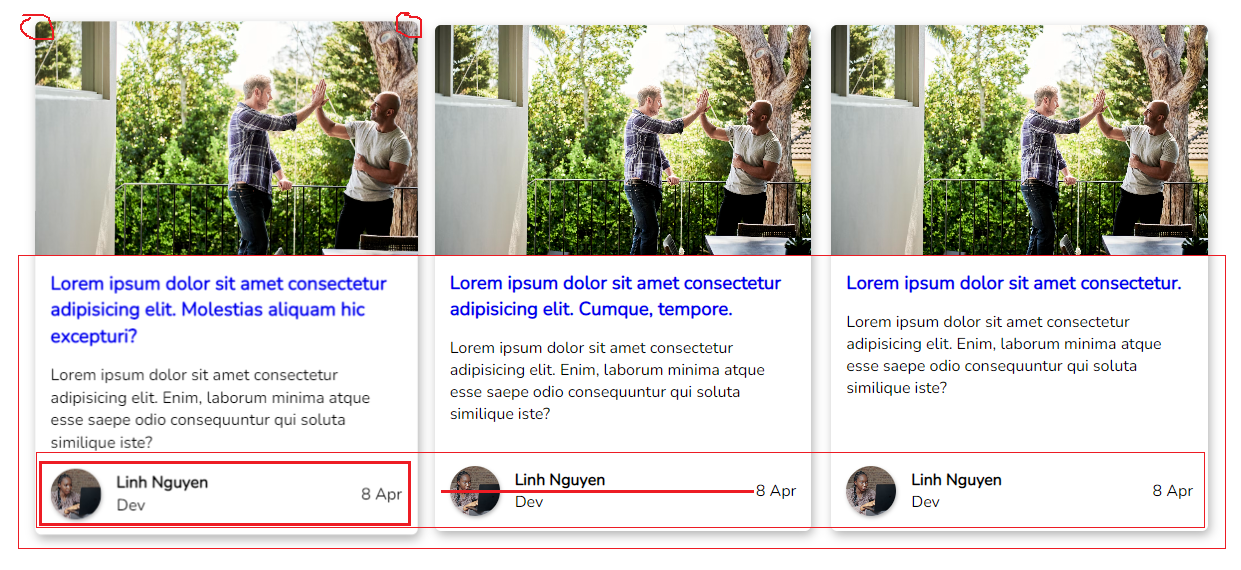 Lorem ipsum dolor sit amet consectetur
adipisicing elit. Molestias aliquam hic
excepturi?
Lorem ipsum dolor sit amet consectetur
adipisicing elit. Enim, laborum minima atque
esse saepe odio consequuntur qui soluta
similique iste?
Linh Nguyen
Dev
8 Apr
Lorem ipsum dolor sit amet consectetur
adipisicing elit. Cumque, tempore.
Lorem ipsum dolor sit amet consectetur
adipisicing elit. Enim, laborum minima atque
esse saepe odio consequuntur qui soluta
similique iste?
Linh Nguyen
Dev
8 Apr
Lorem ipsum dolor sit amet consectetur.
Lorem ipsum dolor sit amet consectetur
adipisicing elit. Enim, laborum minima atque
esse saepe odio consequuntur qui soluta
similique iste?
Linh Nguyen
Dev
8 Apr